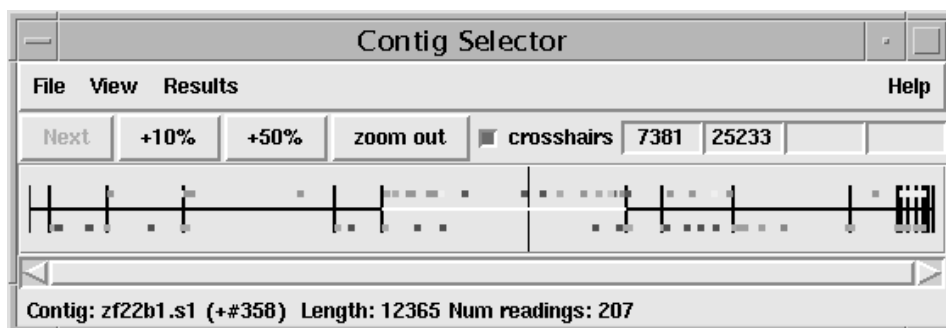 Contig Selector
File View Results Help
Next +10% +50% zoom out crosshairs 7381 25233
Contig: zf22b1.s1 (+#358) Length: 12365 Num readings: 207